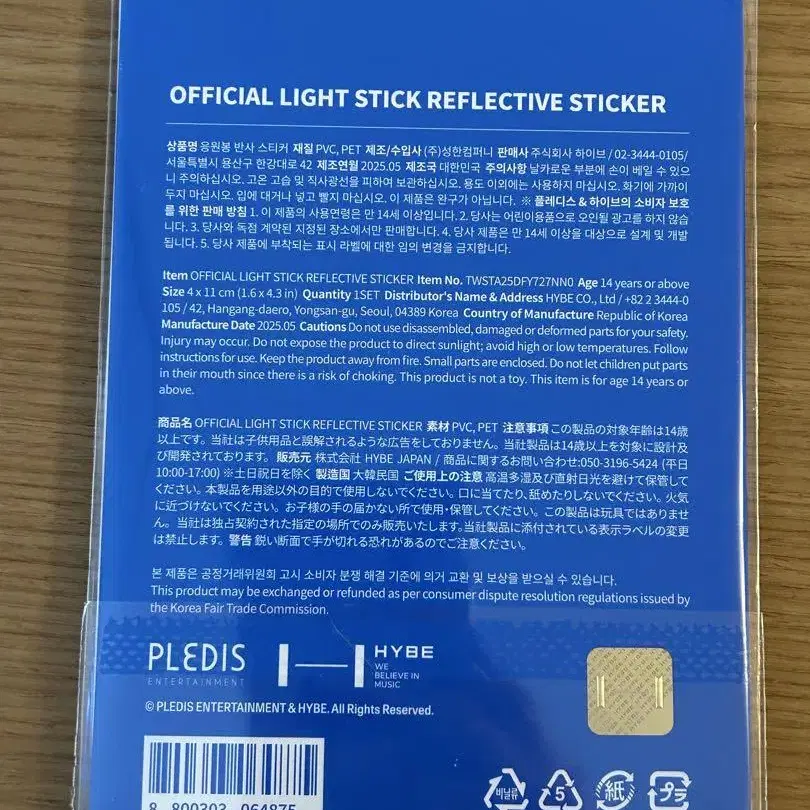 OFFICIAL LIGHT STICK REFLECTIVE STICKER
상품명 응원봉 반사 스티커 재질 PVC, PET 제조/수입사 (주)성한컴퍼니 판매사 주식회사 하이브 / 02-3444-0105/
서울특별시 용산구 한강대로 42 제조연월 2025.05 제조국 대한민국 주의사항 날카로운 부분에 손이 베일 수 있으
니 주의하십시오. 고온 고습 및 직사광선을 피하여 보관하십시오. 용도 이외에는 사용하지 마십시오. 화기에 가까이
두지 마십시오. 입에 대거나 넣고 빨지 마십시오. 이 제품은 완구가 아닙니다. ※ 플레디스 & 하이브의 소비자 보호
를 위한 판매 방침 1. 이 제품의 사용연령은 만 14세 이상입니다. 2. 당사는 어린이용품으로 오인될 광고를 하지 않습
니다. 3. 당사와 독점 계약된 지정된 장소에서만 판매합니다. 4. 당사 제품은 만 14세 이상을 대상으로 설계 및 개발
됩니다. 5. 당사 제품에 부착되는 표시 라벨에 대한 임의 변경을 금지합니다.
Item OFFICIAL LIGHT STICK REFLECTIVE STICKER Item No. TWSTA25DFY727NN0 Age 14 years or above
Size 4 x 11 cm (1.6 x 4.3 in) Quantity 1SET Distributor's Name & Address HYBE CO., Ltd / +82 2 3444-0
105 / 42, Hangang-daero, Yongsan-gu, Seoul, 04389 Korea Country of Manufacture Republic of Korea
Manufacture Date 2025.05 Cautions Do not use disassembled, damaged or deformed parts for your safety.
Injury may occur. Do not expose the product to direct sunlight; avoid high or low temperatures. Follow
instructions for use. Keep the product away from fire. Small parts are enclosed. Do not let children put parts
in their mouth since there is a risk of choking. This product is not a toy. This item is for age 14 years or
above.
商品名 OFFICIAL LIGHT STICK REFLECTIVE STICKER 素材 PVC, PET 注意事項 この製品の対象年齢は14歳
以上です。当社は子供用品と誤解されるような広告をしておりません。当社製品は14歳以上を対象に設計及
び開発されております。 販売元 株式会社 HYBE JAPAN / 商品に関するお問い合わせ:050-3196-5424 (平日
10:00-17:00) ※土日祝日を除く 製造国 大韓民国 ご使用上の注意 高温多湿及び直射日光を避けて保管して
ください。本製品を用途以外の目的で使用しないでください。口に当てたり、舐めたりしないでください。火気
に近づけないでください。お子様の手の届かない所で使用・保管してください。この製品は玩具ではありませ
ん。 当社は独占契約された指定の場所でのみ販売いたします。当社製品に添付されている表示ラベルの変更
は禁止します。 警告 鋭い断面で手が切れる恐れがあるのでご注意ください。
본 제품은 공정거래위원회 고시 소비자 분쟁 해결 기준에 의거 교환 및 보상을 받으실 수 있습니다.
This product may be exchanged or refunded as per consumer dispute resolution regulations issued by
the Korea Fair Trade Commission.
PLEDIS
ENTERTAINMENT
HYBE
WE
BELIEVE IN
MUSIC
© PLEDIS ENTERTAINMENT & HYBE. All Rights Reserved.
8 800303 064875
비닐류
5
紙
プラ